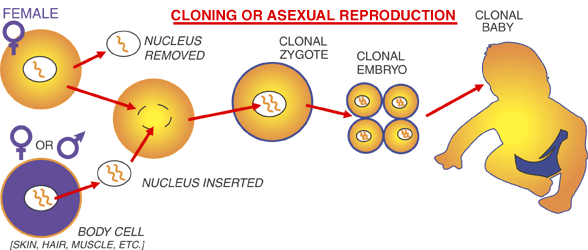 CLONING OR ASEXUAL REPRODUCTION
FEMALE
NUCLEUS
REMOVED
CLONAL
ZYGOTE
CLONAL
EMBRYO
CLONAL
BABY
OR
NUCLEUS INSERTED
BODY CELL
[SKIN, HAIR, MUSCLE, ETC.]